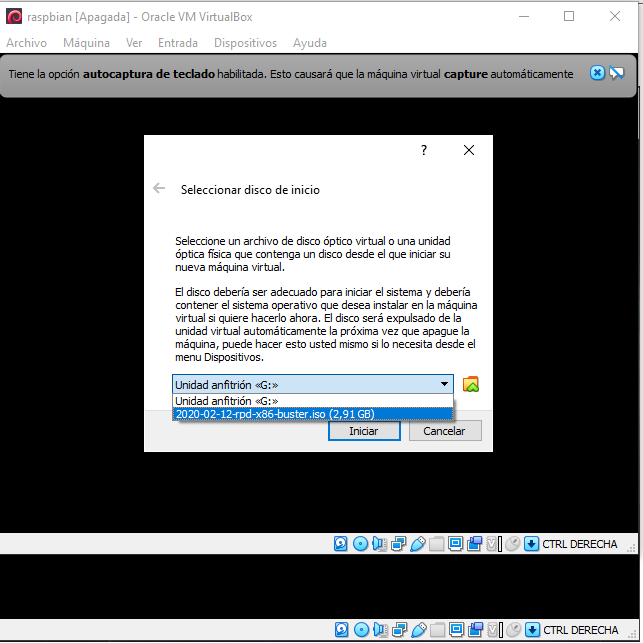 raspbian [Apagada] - Oracle VM VirtualBox
Archivo Máquina Ver Entrada Dispositivos Ayuda
Tiene la opción autocaptura de teclado habilitada. Esto causará que la máquina virtual capture automáticamente
?
Seleccionar disco de inicio
Seleccione un archivo de disco óptico virtual o una unidad
óptica física que contenga un disco desde el que iniciar su
nueva máquina virtual.
El disco debería ser adecuado para iniciar el sistema y debería
contener el sistema operativo que desea instalar en la máquina
virtual si quiere hacerlo ahora. El disco será expulsado de la
unidad virtual automáticamente la próxima vez que apague la
máquina, puede hacer esto usted mismo si lo necesita desde el
menu Dispositivos.
Unidad anfitrión «G:»
Unidad anfitrión «G:»
2020-02-12-rpd-x86-buster.iso (2,91 GB)
Iniciar Cancelar
CTRL DERECHA
CTRL DERECHA